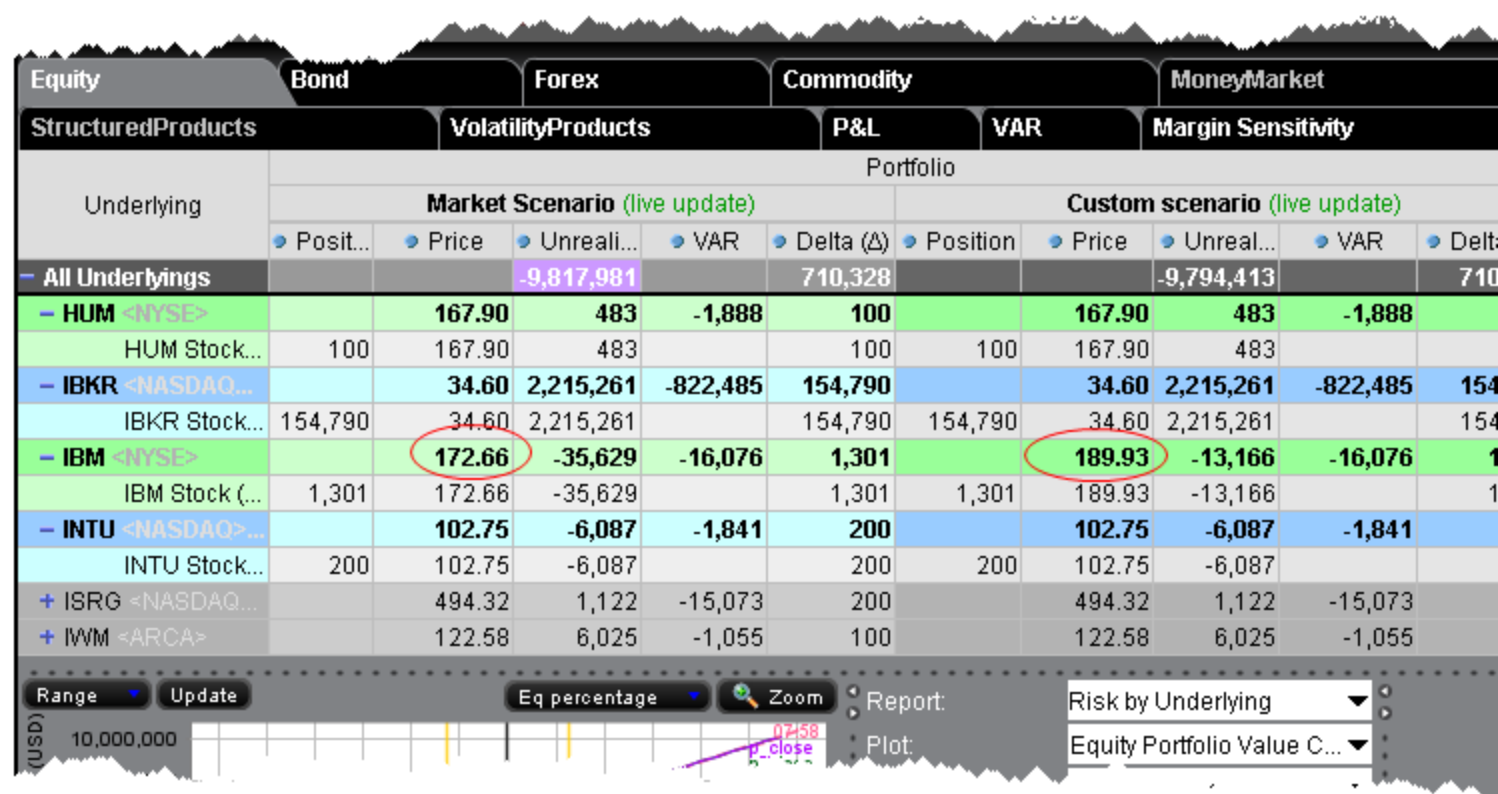 Equity Bond Forex Commodity MoneyMarket
StructuredProducts VolatilityProducts P&L VAR Margin Sensitivity
Portfolio
Underlying
Market Scenario (live update) Custom scenario (live update)
Posit... Price Unreali... VAR Delta (Δ) Position Price Unreal... VAR Delt
− All Underlyings -9,817,981 710,328 -9,794,413 710
− HUM <NYSE> 167.90 483 -1,888 100 167.90 483 -1,888
HUM Stock... 100 167.90 483 100 100 167.90 483
− IBKR <NASDAQ... 34.60 2,215,261 -822,485 154,790 34.60 2,215,261 -822,485 154
IBKR Stock... 154,790 34.60 2,215,261 154,790 154,790 34.60 2,215,261 154
− IBM <NYSE> 172.66 -35,629 -16,076 1,301 189.93 -13,166 -16,076 1
IBM Stock (... 1,301 172.66 -35,629 1,301 1,301 189.93 -13,166 1
− INTU <NASDAQ>... 102.75 -6,087 -1,841 200 102.75 -6,087 -1,841
INTU Stock... 200 102.75 -6,087 200 200 102.75 -6,087
+ ISRG <NASDAQ... 494.32 1,122 -15,073 200 494.32 1,122 -15,073
+ IWM <ARCA> 122.58 6,025 -1,055 100 122.58 6,025 -1,055
Range Update Eq percentage Zoom Report: Risk by Underlying
(USD) 10,000,000 07:58
p_close Plot: Equity Portfolio Value C...